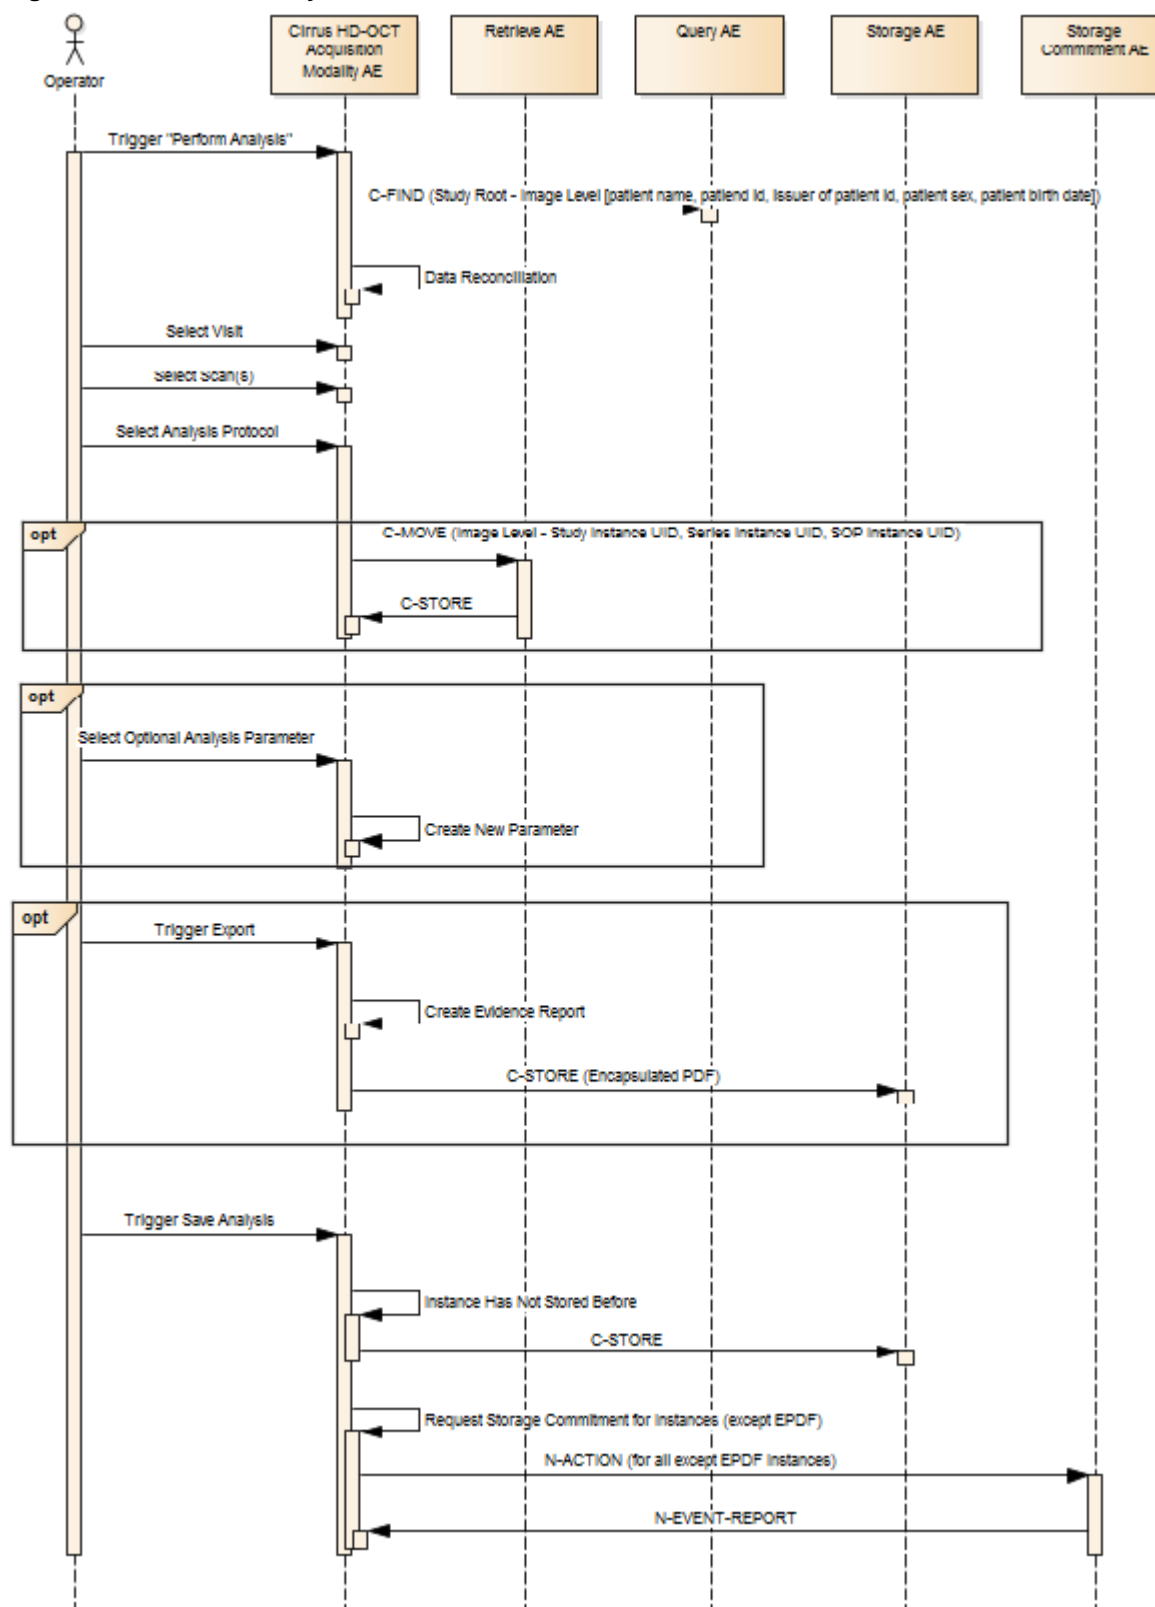 Operator
Cirrus HD-OCT
Acquisition
Modality AE
Retrieve AE
Query AE
Storage AE
Storage
Commitment AE
Trigger "Perform Analysis"
C-FIND (Study Root - Image Level [patient name, patiend id, issuer of patient id, patient sex, patient birth date])
Data Reconciliation
Select Visit
Select Scan(s)
Select Analysis Protocol
opt
C-MOVE (Image Level - Study Instance UID, Series Instance UID, SOP Instance UID)
C-STORE
opt
Select Optional Analysis Parameter
Create New Parameter
opt
Trigger Export
Create Evidence Report
C-STORE (Encapsulated PDF)
Trigger Save Analysis
Instance Has Not Stored Before
C-STORE
Request Storage Commitment for Instances (except EPDF)
N-ACTION (for all except EPDF Instances)
N-EVENT-REPORT